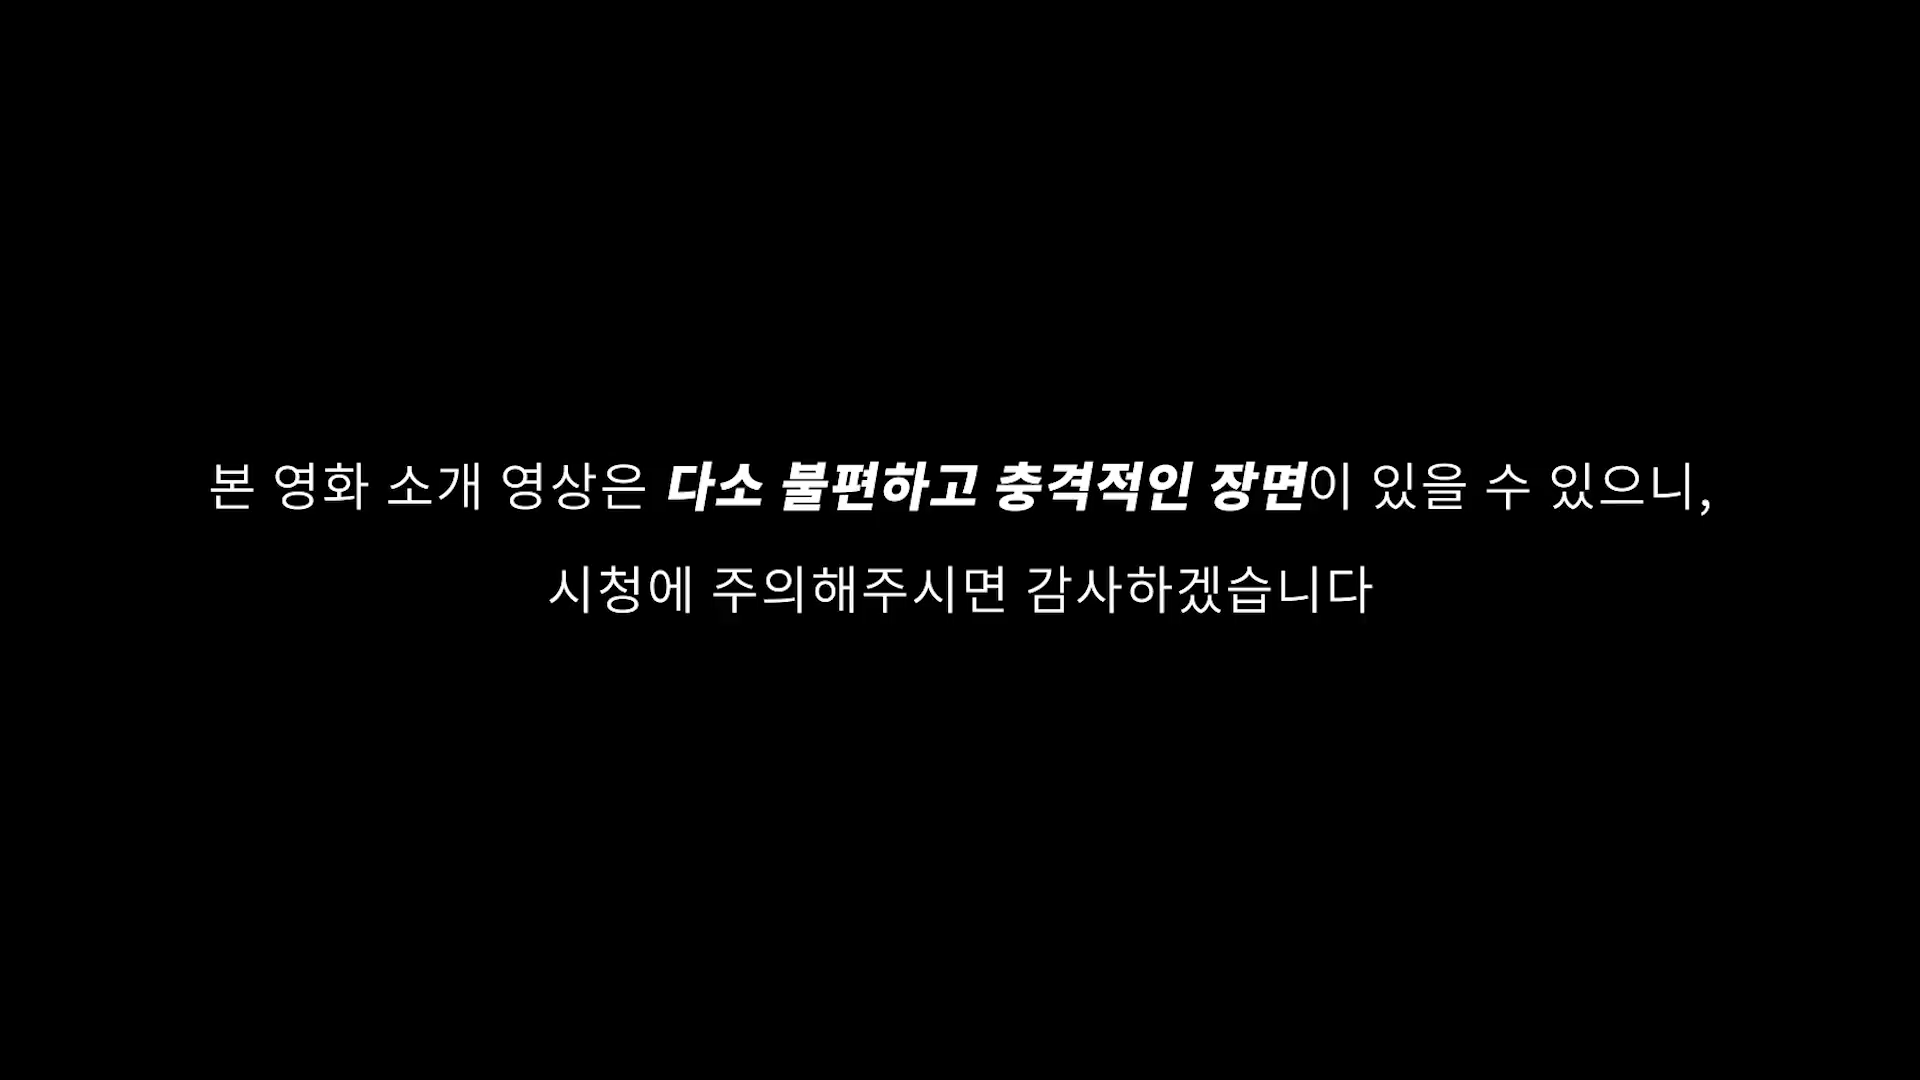 본 영화 소개 영상은 다소 불편하고 충격적인 장면이 있을 수 있으니,
시청에 주의해주시면 감사하겠습니다